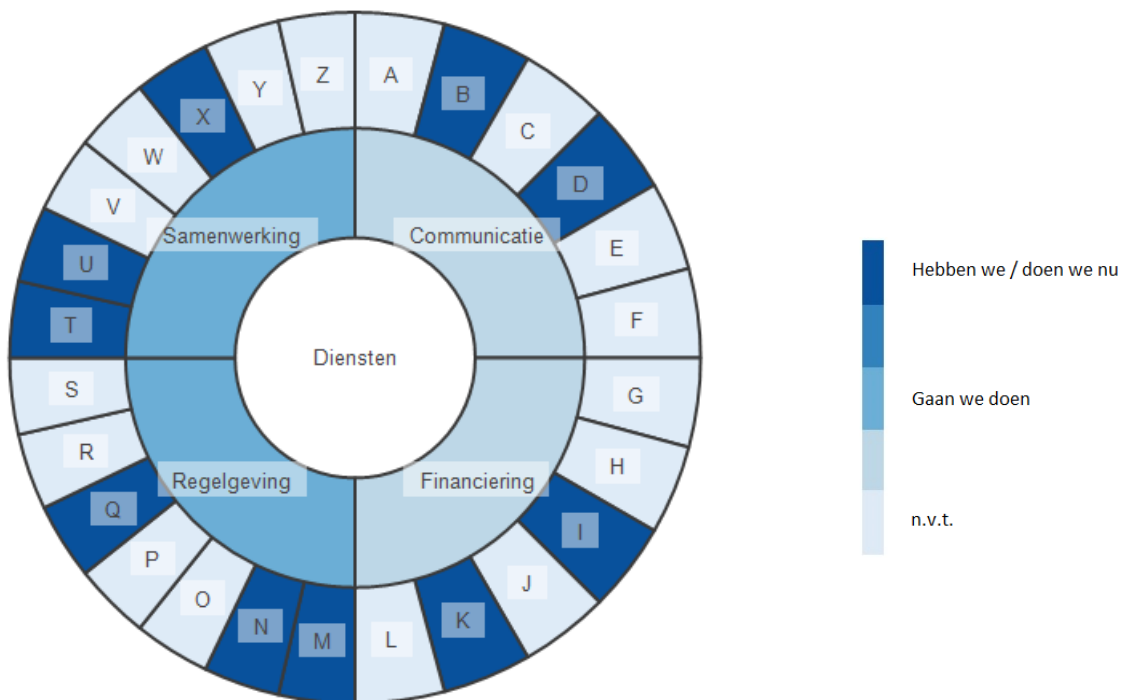 Z
A
Y
B
X
C
W
D
V
Samenwerking
Communicatie
E
U
F
T
Diensten
S
G
R
H
Regelgeving
Financiering
Q
I
P
J
O
K
N
L
M
Hebben we / doen we nu
Gaan we doen
n.v.t.